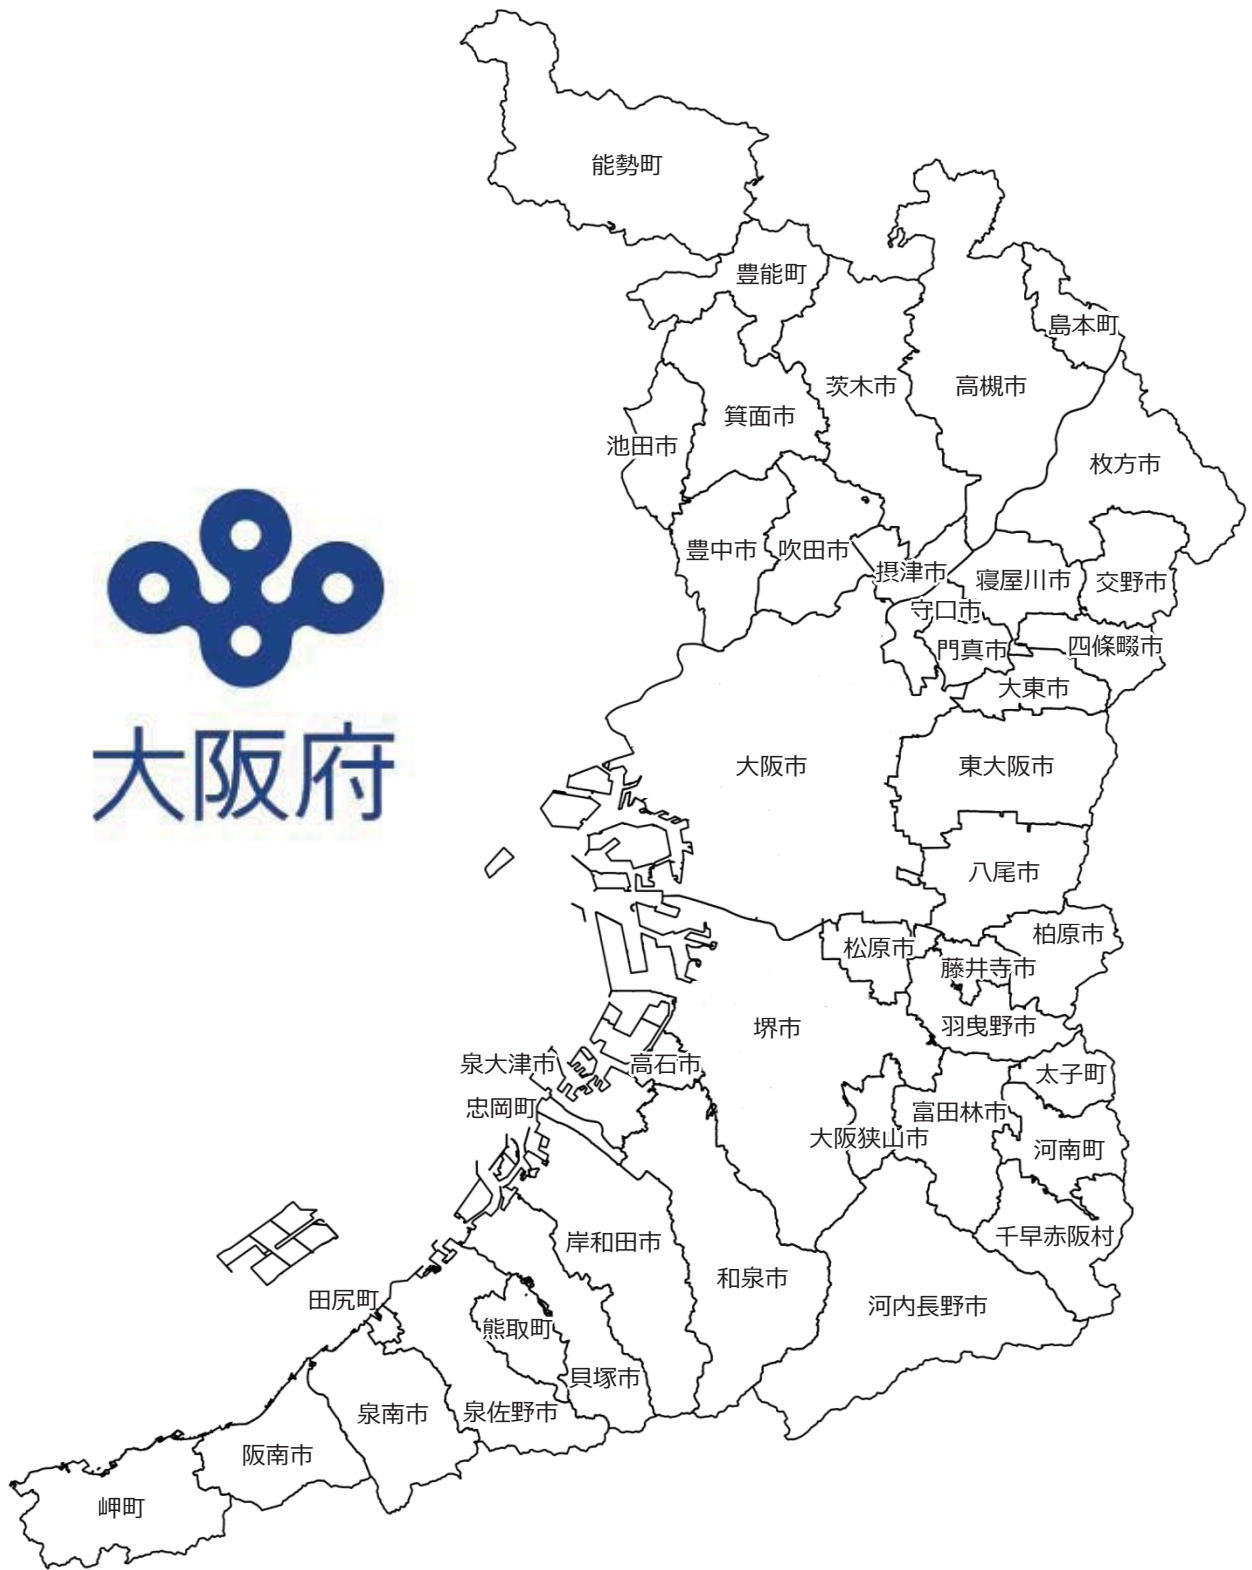 能勢町
豊能町
島本町
茨木市
高槻市
箕面市
池田市
枚方市
豊中市
吹田市
摂津市
寝屋川市
交野市
守口市
門真市
四條畷市
大東市
大阪府
大阪市
東大阪市
八尾市
柏原市
松原市
藤井寺市
堺市
羽曳野市
泉大津市
高石市
太子町
忠岡町
富田林市
大阪狭山市
河南町
千早赤阪村
岸和田市
和泉市
田尻町
河内長野市
熊取町
貝塚市
泉南市
泉佐野市
阪南市
岬町